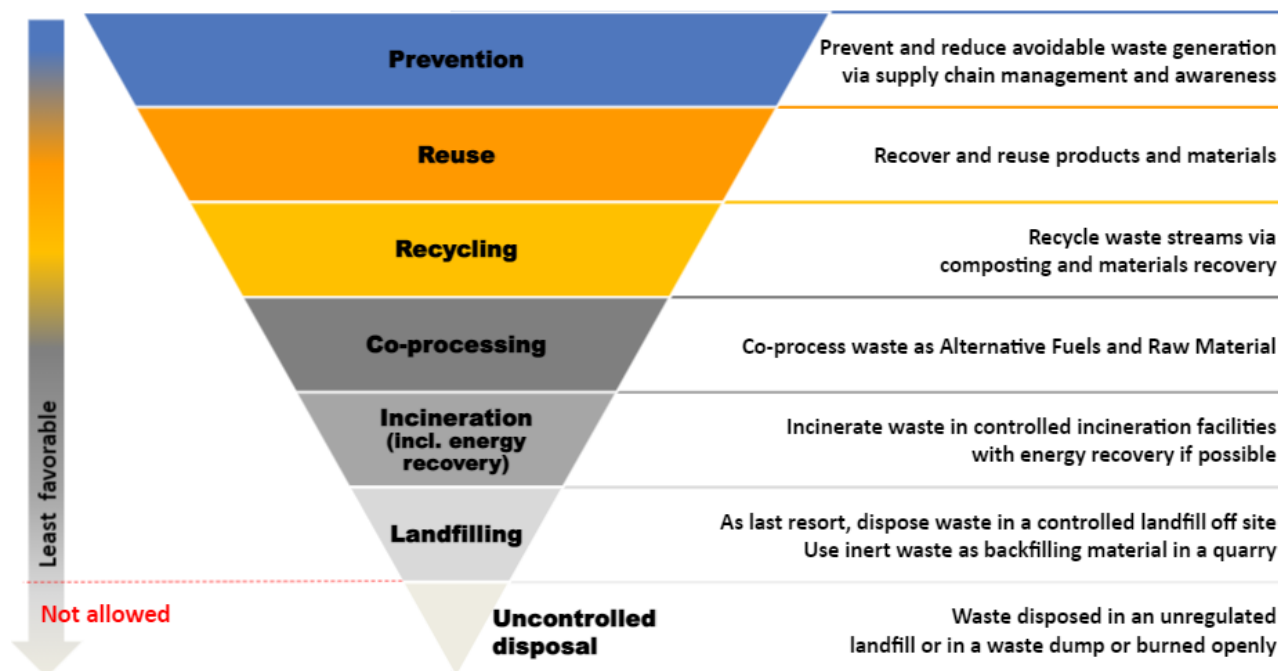 Prevention
Prevent and reduce avoidable waste generation
via supply chain management and awareness
Reuse
Recover and reuse products and materials
Recycling
Recycle waste streams via
composting and materials recovery
Co-processing
Co-process waste as Alternative Fuels and Raw Material
Incineration
(incl. energy
recovery)
Incinerate waste in controlled incineration facilities
with energy recovery if possible
Landfilling
As last resort, dispose waste in a controlled landfill off site
Use inert waste as backfilling material in a quarry
Least favorable
Not allowed
Uncontrolled
disposal
Waste disposed in an unregulated
landfill or in a waste dump or burned openly